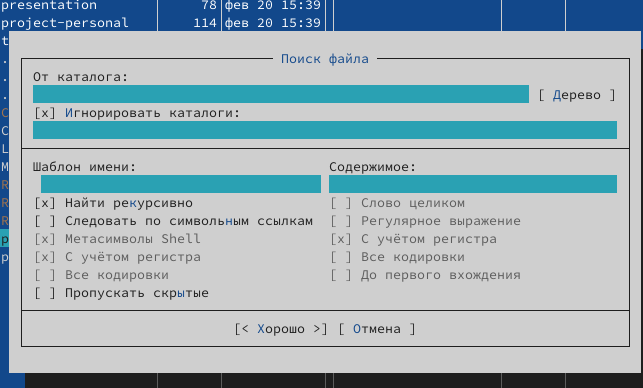 presentation 78 фев 20 15:39
project-personal 114 фев 20 15:39
Поиск файла
От каталога:
[ Дерево ]
[x] Игнорировать каталоги:
Шаблон имени: Содержимое:
[x] Найти рекурсивно [ ] Слово целиком
[ ] Следовать по символьным ссылкам [ ] Регулярное выражение
[x] Метасимволы Shell [x] С учётом регистра
[x] С учётом регистра [ ] Все кодировки
[ ] Все кодировки [ ] До первого вхождения
[ ] Пропускать скрытые
[< Хорошо >] [ Отмена ]